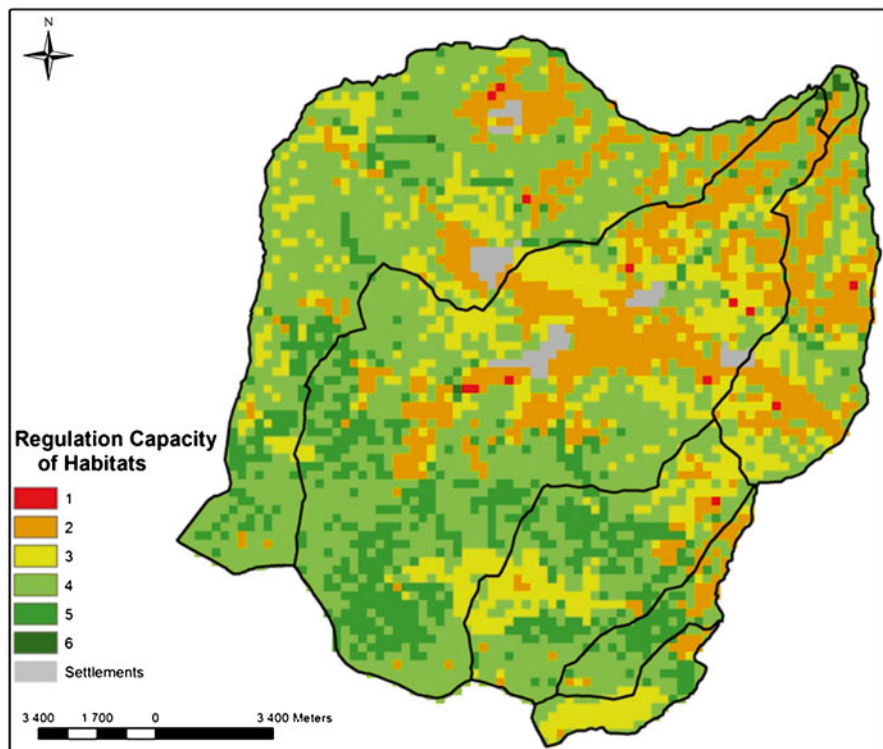 N
Regulation Capacity
of Habitats
1
2
3
4
5
6
Settlements
3 400 1 700 0 3 400 Meters